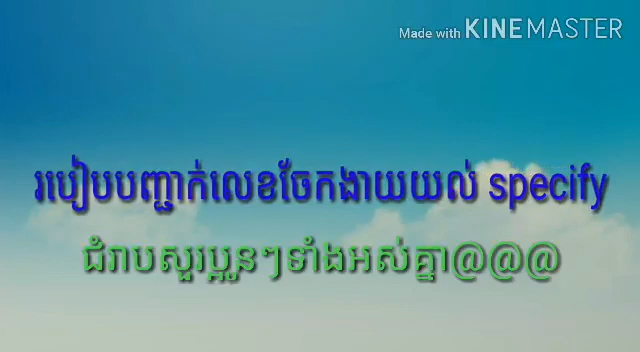 Made with KINEMASTER
របៀបបញ្ជាក់លេខចែកងាយយល់ specify
ជំរាបសួរប្អូនៗទាំងអស់គ្នា@@@